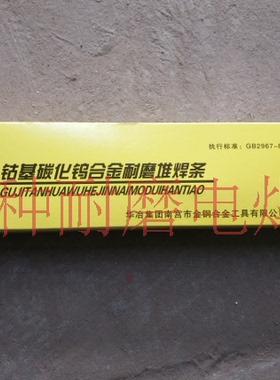 执行标准：GB2967-8
钴基碳化钨合金耐磨堆焊条
GUJITANHUAWUHEJINNAIMODUIHANTIAO
华冶集团南宫市金钢合金工具有限公
种耐磨电焊